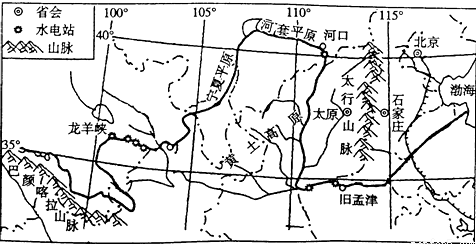 ◎ 省会
水电站
山脉
100°
105°
110°
115°
40°
35°
河套平原
河口
北京
宁夏平原
渤海
太行山脉
太原
石家庄
龙羊峡
黄土高原
巴颜喀拉山脉
旧孟津